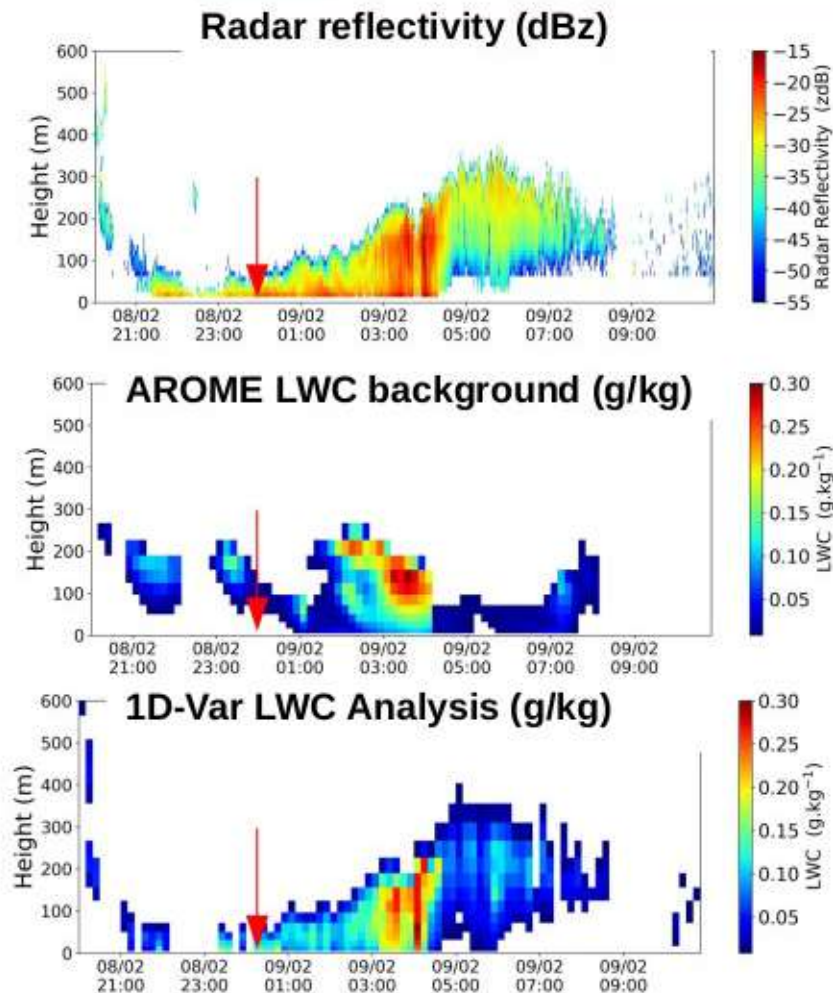 Radar reflectivity (dBz)
600
500
400
300
200
100
0
Height (m)
08/02 08/02 09/02 09/02 09/02 09/02 09/02
21:00 23:00 01:00 03:00 05:00 07:00 09:00
−15
−20
−25
−30
−35
−40
−45
−50
−55
Radar Reflectivity (zdB)
AROME LWC background (g/kg)
600
500
400
300
200
100
0
Height (m)
08/02 08/02 09/02 09/02 09/02 09/02 09/02
21:00 23:00 01:00 03:00 05:00 07:00 09:00
0.30
0.25
0.20
0.15
0.10
0.05
LWC (g.kg⁻¹)
1D-Var LWC Analysis (g/kg)
600
500
400
300
200
100
0
Height (m)
08/02 08/02 09/02 09/02 09/02 09/02 09/02
21:00 23:00 01:00 03:00 05:00 07:00 09:00
0.30
0.25
0.20
0.15
0.10
0.05
LWC (g.kg⁻¹)